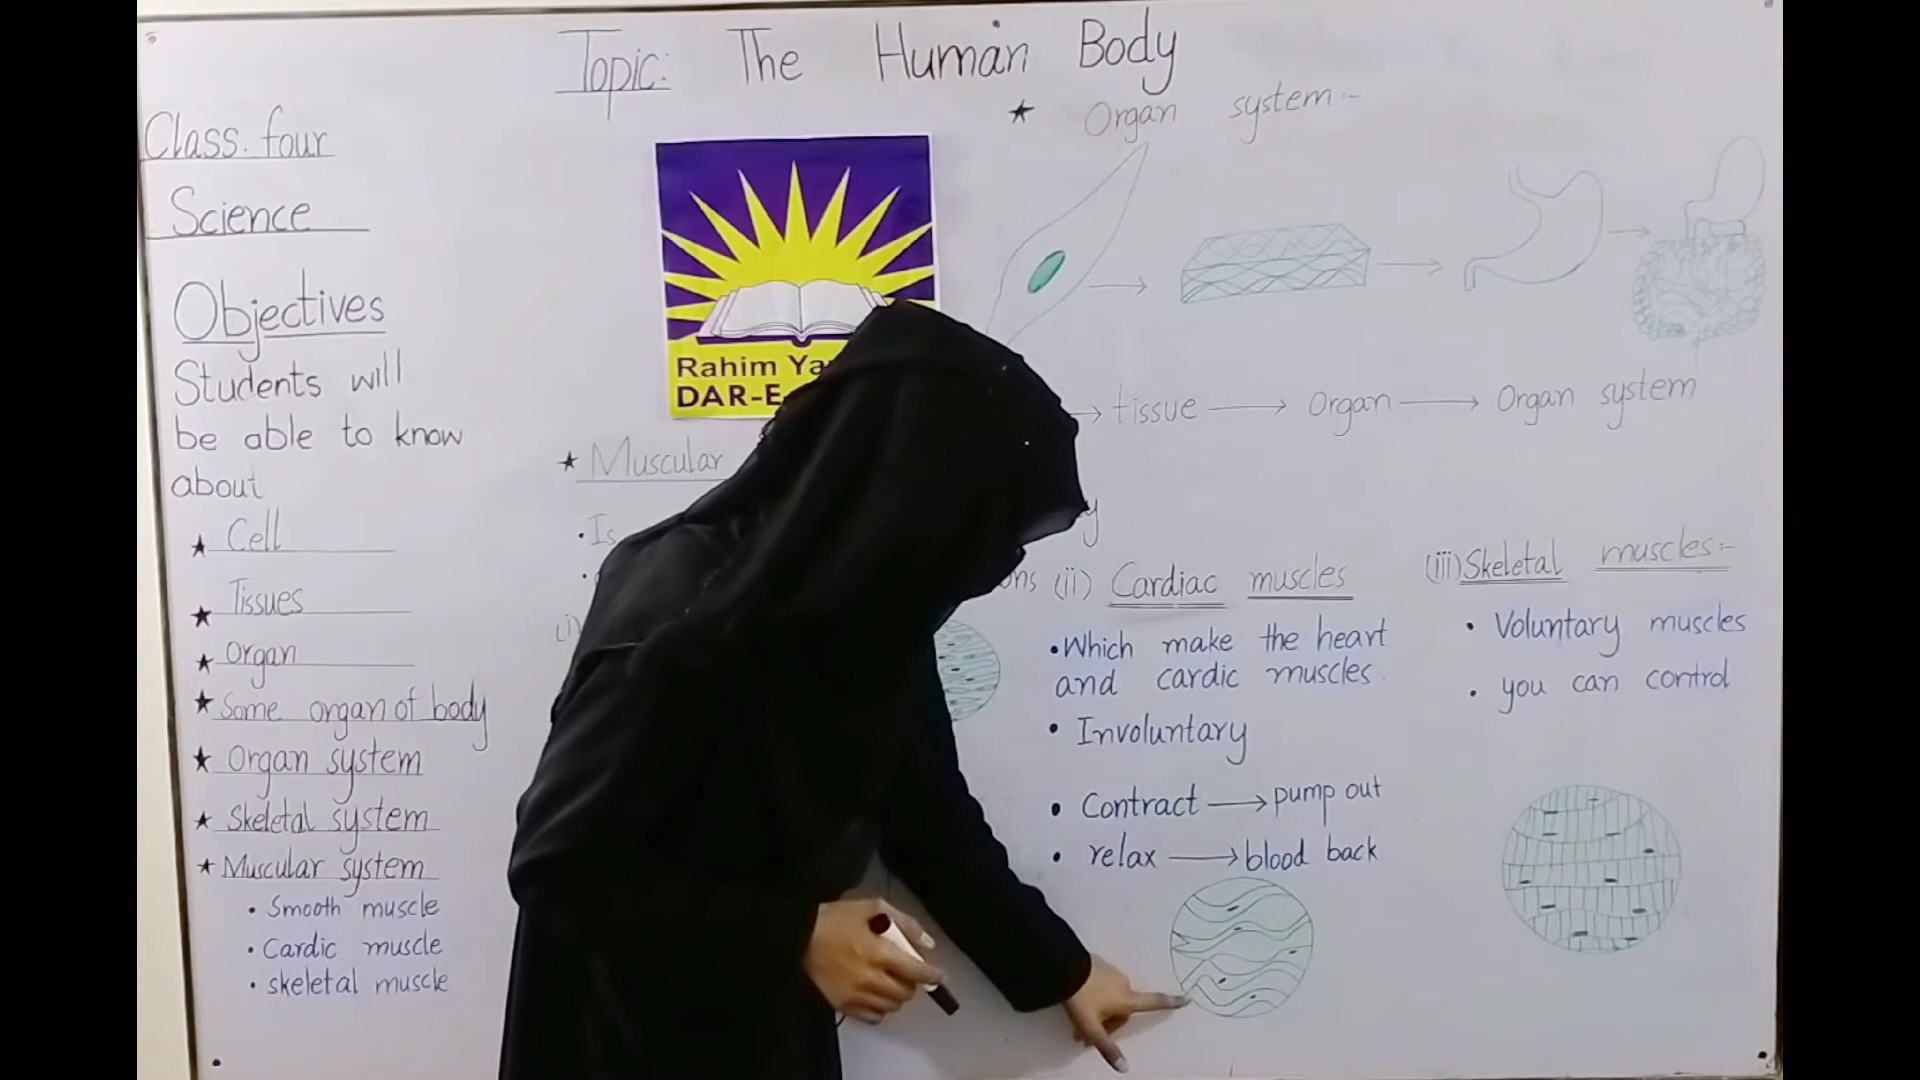 Topic: The Human Body
Class. four
Science
Objectives
Students will
be able to know
about
★ Cell
★ Tissues
★ Organ
★ Some organ of body
★ Organ system
★ Skeletal system
★ Muscular system
• Smooth muscle
• Cardic muscle
• skeletal muscle
Rahim Ya
DAR-E-
★ Organ system:-
→ tissue → Organ → Organ system
★ Muscular
• Is
(i)
(ii) Cardiac muscles
• Which make the heart
and cardic muscles.
• Involuntary
• Contract → pump out
• relax → blood back
(iii) Skeletal muscles:-
• Voluntary muscles
• you can control